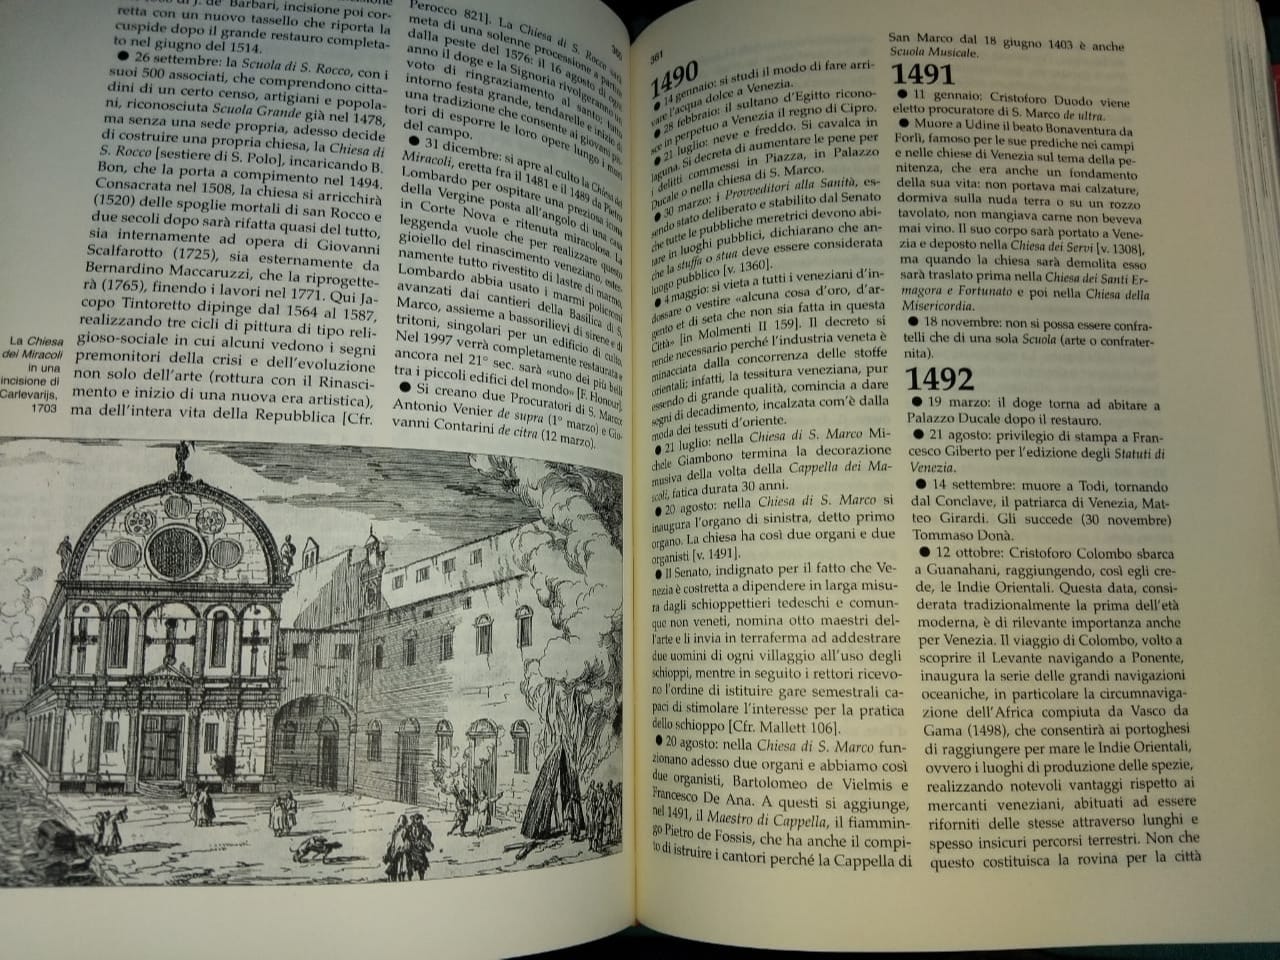 di J. de' Barbari, incisione poi cor-
retta con un nuovo tassello che riporta la
cuspide dopo il grande restauro completa-
to nel giugno del 1514.
● 26 settembre: la Scuola di S. Rocco, con i
suoi 500 associati, che comprendono citta-
dini di un certo censo, artigiani e popola-
ni, riconosciuta Scuola Grande già nel 1478,
ma senza una sede propria, adesso decide
di costruire una propria chiesa, la Chiesa di
S. Rocco [sestiere di S. Polo], incaricando B.
Bon, che la porta a compimento nel 1494.
Consacrata nel 1508, la chiesa si arricchirà
(1520) delle spoglie mortali di san Rocco e
due secoli dopo sarà rifatta quasi del tutto,
sia internamente ad opera di Giovanni
Scalfarotto (1725), sia esternamente da
Bernardino Maccaruzzi, che la riprogette-
rà (1765), finendo i lavori nel 1771. Qui Ja-
copo Tintoretto dipinge dal 1564 al 1587,
realizzando tre cicli di pittura di tipo reli-
gioso-sociale in cui alcuni vedono i segni
premonitori della crisi e dell'evoluzione
non solo dell'arte (rottura con il Rinasci-
mento e inizio di una nuova era artistica),
ma dell'intera vita della Repubblica [Cfr.
La Chiesa
dei Miracoli
in una
incisione di
Carlevarijs,
1703
Perocco 821]. La Chiesa di S. Rocco sarà
meta di una solenne processione a partire
dalla peste del 1576: il 16 agosto di ogni
anno il doge e la Signoria rivolgeranno un
voto di ringraziamento al santo; tutto
intorno festa grande, tendarelle e inizio di
una tradizione che consente ai giovani pit-
tori di esporre le loro opere lungo i muri
del campo.
● 31 dicembre: si apre al culto la Chiesa dei
Miracoli, eretta fra il 1481 e il 1489 da Pietro
Lombardo per ospitare una preziosa icona
della Vergine posta all'angolo di una casa
in Corte Nova e ritenuta miracolosa. La
leggenda vuole che per realizzare questo
gioiello del rinascimento veneziano, ester-
namente tutto rivestito di lastre di marmo,
Lombardo abbia usato i marmi policromi
avanzati dai cantieri della Basilica di S.
Marco, assieme a bassorilievi di sirene e di
tritoni, singolari per un edificio di culto.
Nel 1997 verrà completamente restaurata e
ancora nel 21° sec. sarà «uno dei più belli
tra i piccoli edifici del mondo» [F. Honour].
● Si creano due Procuratori di S. Marco:
Antonio Venier de supra (1° marzo) e Gio-
vanni Contarini de citra (12 marzo).
360
361
1490
● 14 gennaio: si studi il modo di fare arri-
vare l'acqua dolce a Venezia.
● 28 febbraio: il sultano d'Egitto ricono-
sce in perpetuo a Venezia il regno di Cipro.
● 21 luglio: neve e freddo. Si cavalca in
laguna. Si decreta di aumentare le pene per
i delitti commessi in Piazza, in Palazzo
Ducale o nella chiesa di S. Marco.
● 30 marzo: i Provveditori alla Sanità, es-
sendo stato deliberato e stabilito dal Senato
che tutte le pubbliche meretrici devono abi-
tare in luoghi pubblici, dichiarano che an-
che la stuffa o stua deve essere considerata
luogo pubblico [v. 1360].
● 4 maggio: si vieta a tutti i veneziani d'in-
dossare o vestire «alcuna cosa d'oro, d'ar-
gento et di seta che non sia fatta in questa
Città» [in Molmenti II 159]. Il decreto si
rende necessario perché l'industria veneta è
minacciata dalla concorrenza delle stoffe
orientali; infatti, la tessitura veneziana, pur
essendo di grande qualità, comincia a dare
segni di decadimento, incalzata com'è dalla
moda dei tessuti d'oriente.
● 21 luglio: nella Chiesa di S. Marco Mi-
chele Giambono termina la decorazione
musiva della volta della Cappella dei Ma-
scoli, fatica durata 30 anni.
● 20 agosto: nella Chiesa di S. Marco si
inaugura l'organo di sinistra, detto primo
organo. La chiesa ha così due organi e due
organisti [v. 1491].
● Il Senato, indignato per il fatto che Ve-
nezia è costretta a dipendere in larga misu-
ra dagli schioppettieri tedeschi e comun-
que non veneti, nomina otto maestri del-
l'arte e li invia in terraferma ad addestrare
due uomini di ogni villaggio all'uso degli
schioppi, mentre in seguito i rettori ricevo-
no l'ordine di istituire gare semestrali ca-
paci di stimolare l'interesse per la pratica
dello schioppo [Cfr. Mallett 106].
● 20 agosto: nella Chiesa di S. Marco fun-
zionano adesso due organi e abbiamo così
due organisti, Bartolomeo de Vielmis e
Francesco De Ana. A questi si aggiunge,
nel 1491, il Maestro di Cappella, il fiammin-
go Pietro de Fossis, che ha anche il compi-
to di istruire i cantori perché la Cappella di
San Marco dal 18 giugno 1403 è anche
Scuola Musicale.
1491
● 11 gennaio: Cristoforo Duodo viene
eletto procuratore di S. Marco de ultra.
● Muore a Udine il beato Bonaventura da
Forlì, famoso per le sue prediche nei campi
e nelle chiese di Venezia sul tema della pe-
nitenza, che era anche un fondamento
della sua vita: non portava mai calzature,
dormiva sulla nuda terra o su un rozzo
tavolato, non mangiava carne non beveva
mai vino. Il suo corpo sarà portato a Vene-
zia e deposto nella Chiesa dei Servi [v. 1308],
ma quando la chiesa sarà demolita esso
sarà traslato prima nella Chiesa dei Santi Er-
magora e Fortunato e poi nella Chiesa della
Misericordia.
● 18 novembre: non si possa essere confra-
telli che di una sola Scuola (arte o confrater-
nita).
1492
● 19 marzo: il doge torna ad abitare a
Palazzo Ducale dopo il restauro.
● 21 agosto: privilegio di stampa a Fran-
cesco Giberto per l'edizione degli Statuti di
Venezia.
● 14 settembre: muore a Todi, tornando
dal Conclave, il patriarca di Venezia, Mat-
teo Girardi. Gli succede (30 novembre)
Tommaso Donà.
● 12 ottobre: Cristoforo Colombo sbarca
a Guanahani, raggiungendo, così egli cre-
de, le Indie Orientali. Questa data, consi-
derata tradizionalmente la prima dell'età
moderna, è di rilevante importanza anche
per Venezia. Il viaggio di Colombo, volto a
scoprire il Levante navigando a Ponente,
inaugura la serie delle grandi navigazioni
oceaniche, in particolare la circumnaviga-
zione dell'Africa compiuta da Vasco da
Gama (1498), che consentirà ai portoghesi
di raggiungere per mare le Indie Orientali,
ovvero i luoghi di produzione delle spezie,
realizzando notevoli vantaggi rispetto ai
mercanti veneziani, abituati ad essere
riforniti delle stesse attraverso lunghi e
spesso insicuri percorsi terrestri. Non che
questo costituisca la rovina per la città